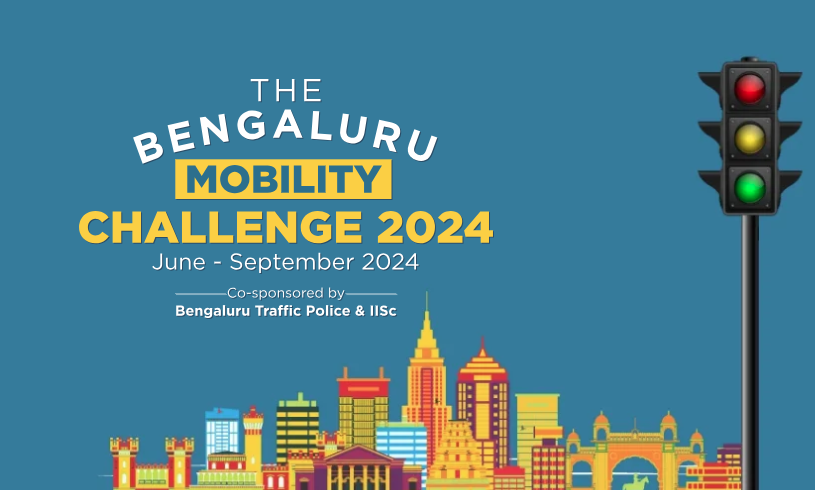 THE
BENGALURU
MOBILITY
CHALLENGE 2024
June - September 2024
Co-sponsored by
Bengaluru Traffic Police & IISc